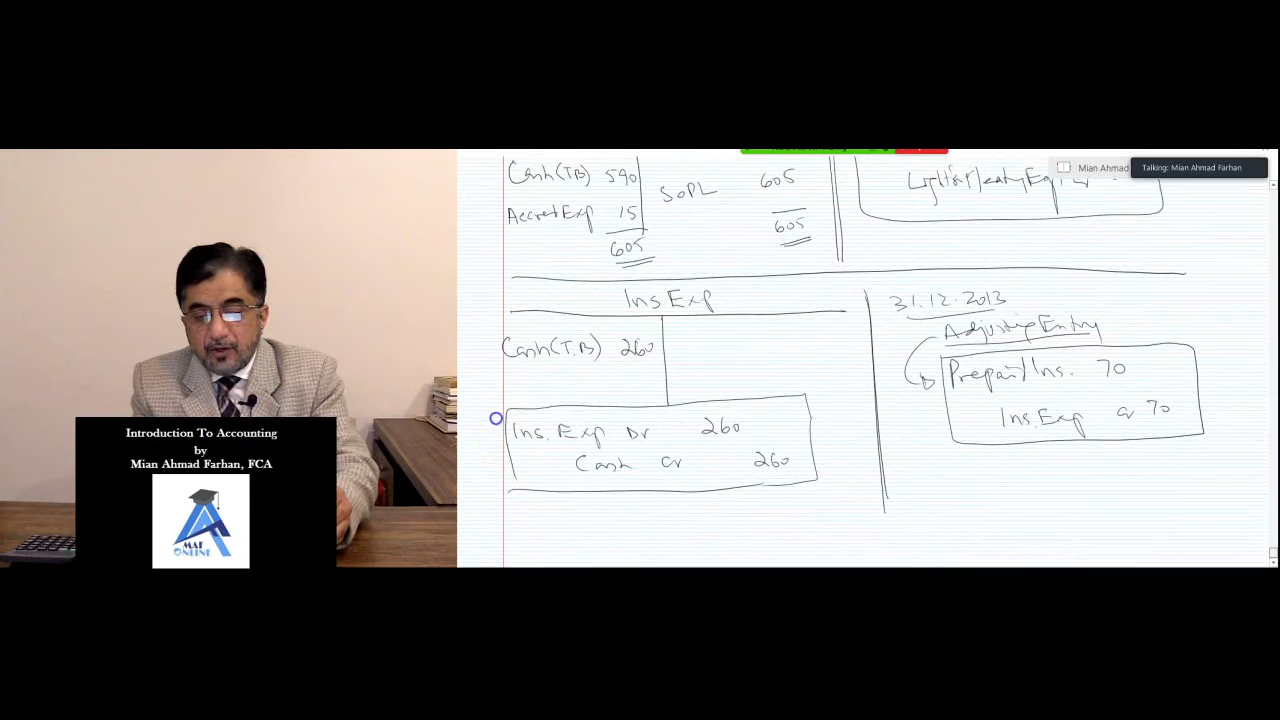 Introduction To Accounting
by
Mian Ahmad Farhan, FCA
MAF
ONLINE
Mian Ahmad
Talking: Mian Ahmad Farhan
Cash (TB) 590
SoPL 605
Accrued Exp 15
605
605
Ins Exp
Cash (T.B) 260
Ins. Exp Dr 260
Cash Cr 260
31.12.2013
Adjusting Entry
Prepaid Ins. 70
Ins. Exp Cr 70